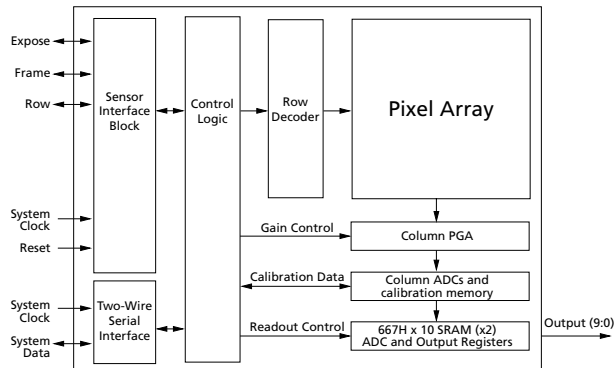 Expose
Frame
Row
Sensor
Interface
Block
Control
Logic
Row
Decoder
Pixel Array
System
Clock
Reset
Gain Control
Column PGA
Calibration Data
Column ADCs and
calibration memory
System
Clock
System
Data
Two-Wire
Serial
Interface
Readout Control
667H x 10 SRAM (x2)
ADC and Output Registers
Output (9:0)